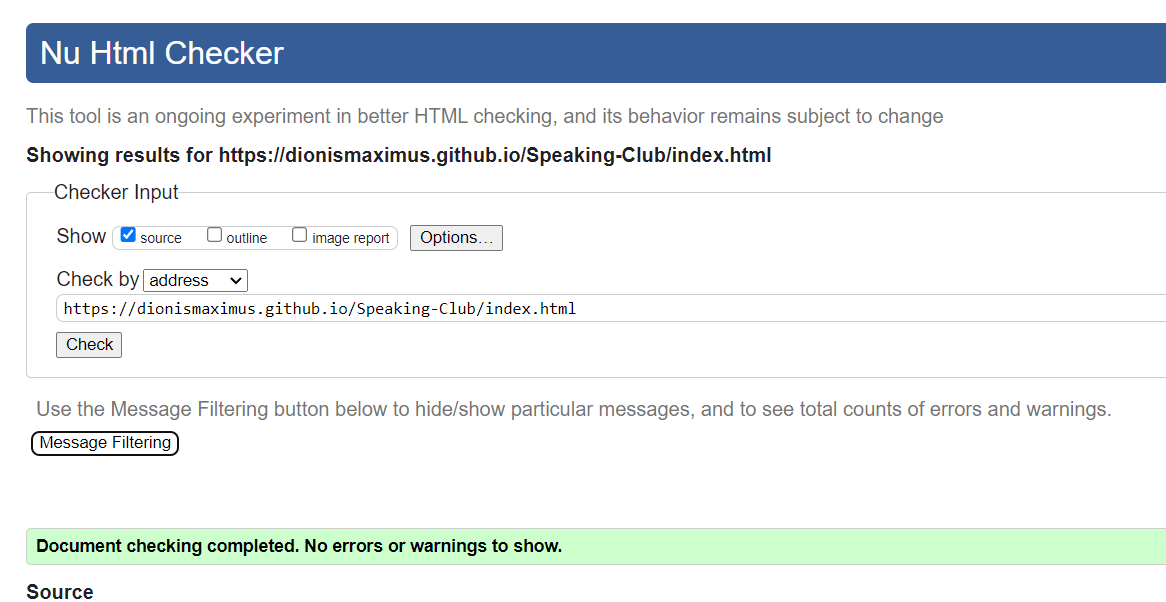 Nu Html Checker
This tool is an ongoing experiment in better HTML checking, and its behavior remains subject to change
Showing results for https://dionismaximus.github.io/Speaking-Club/index.html
Checker Input
Show source outline image report Options...
Check by address
https://dionismaximus.github.io/Speaking-Club/index.html
Check
Use the Message Filtering button below to hide/show particular messages, and to see total counts of errors and warnings.
Message Filtering
Document checking completed. No errors or warnings to show.
Source